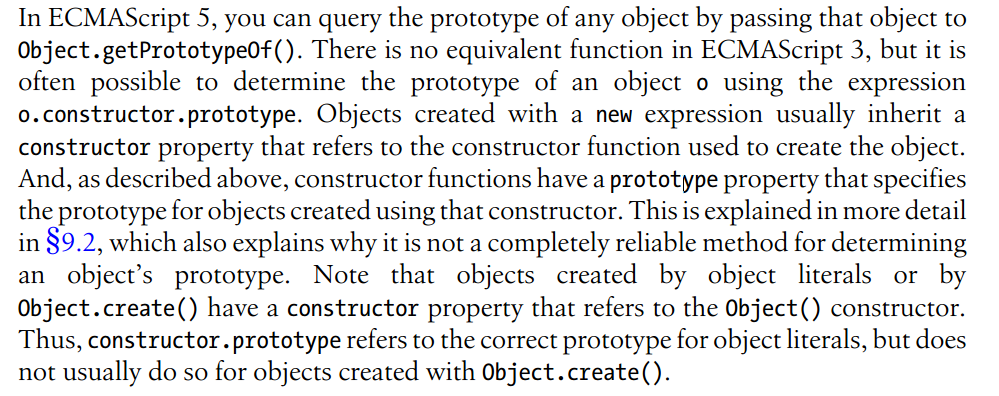 In ECMAScript 5, you can query the prototype of any object by passing that object to
Object.getPrototypeOf(). There is no equivalent function in ECMAScript 3, but it is
often possible to determine the prototype of an object o using the expression
o.constructor.prototype. Objects created with a new expression usually inherit a
constructor property that refers to the constructor function used to create the object.
And, as described above, constructor functions have a prototype property that specifies
the prototype for objects created using that constructor. This is explained in more detail
in §9.2, which also explains why it is not a completely reliable method for determining
an object’s prototype. Note that objects created by object literals or by
Object.create() have a constructor property that refers to the Object() constructor.
Thus, constructor.prototype refers to the correct prototype for object literals, but does
not usually do so for objects created with Object.create().